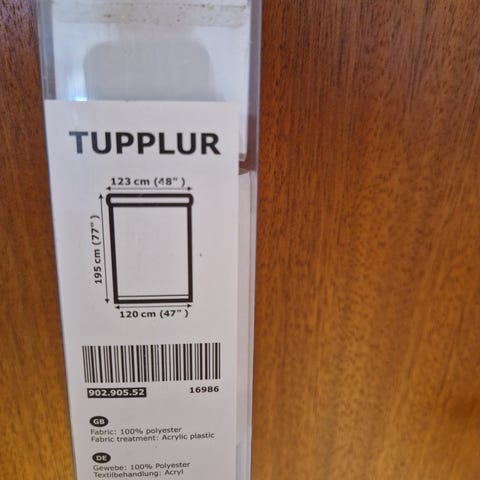 TUPPLUR
123 cm (48")
195 cm (77")
120 cm (47")
902.905.52 16986
GB
Fabric: 100% polyester
Fabric treatment: Acrylic plastic
DE
Gewebe: 100% Polyester
Textilbehandlung: Acryl